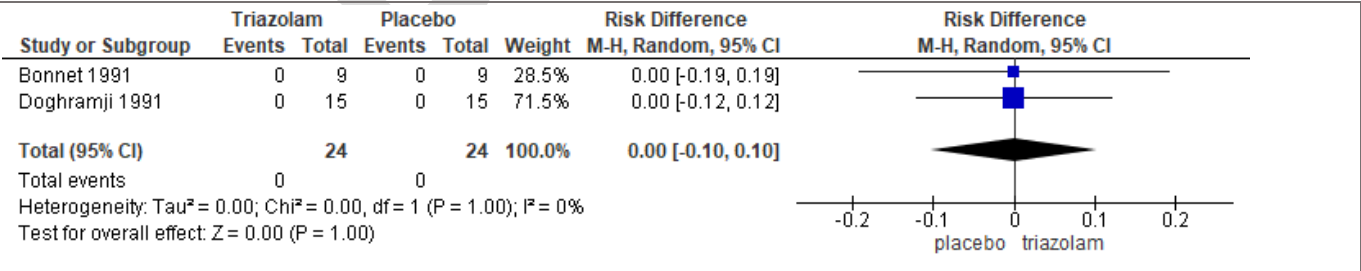 Triazolam Placebo Risk Difference Risk Difference
Study or Subgroup Events Total Events Total Weight M-H, Random, 95% CI M-H, Random, 95% CI
Bonnet 1991 0 9 0 9 28.5% 0.00 [-0.19, 0.19]
Doghramji 1991 0 15 0 15 71.5% 0.00 [-0.12, 0.12]
Total (95% CI) 24 24 100.0% 0.00 [-0.10, 0.10]
Total events 0 0
Heterogeneity: Tau² = 0.00; Chi² = 0.00, df = 1 (P = 1.00); I² = 0%
Test for overall effect: Z = 0.00 (P = 1.00)
-0.2 -0.1 0 0.1 0.2
placebo triazolam